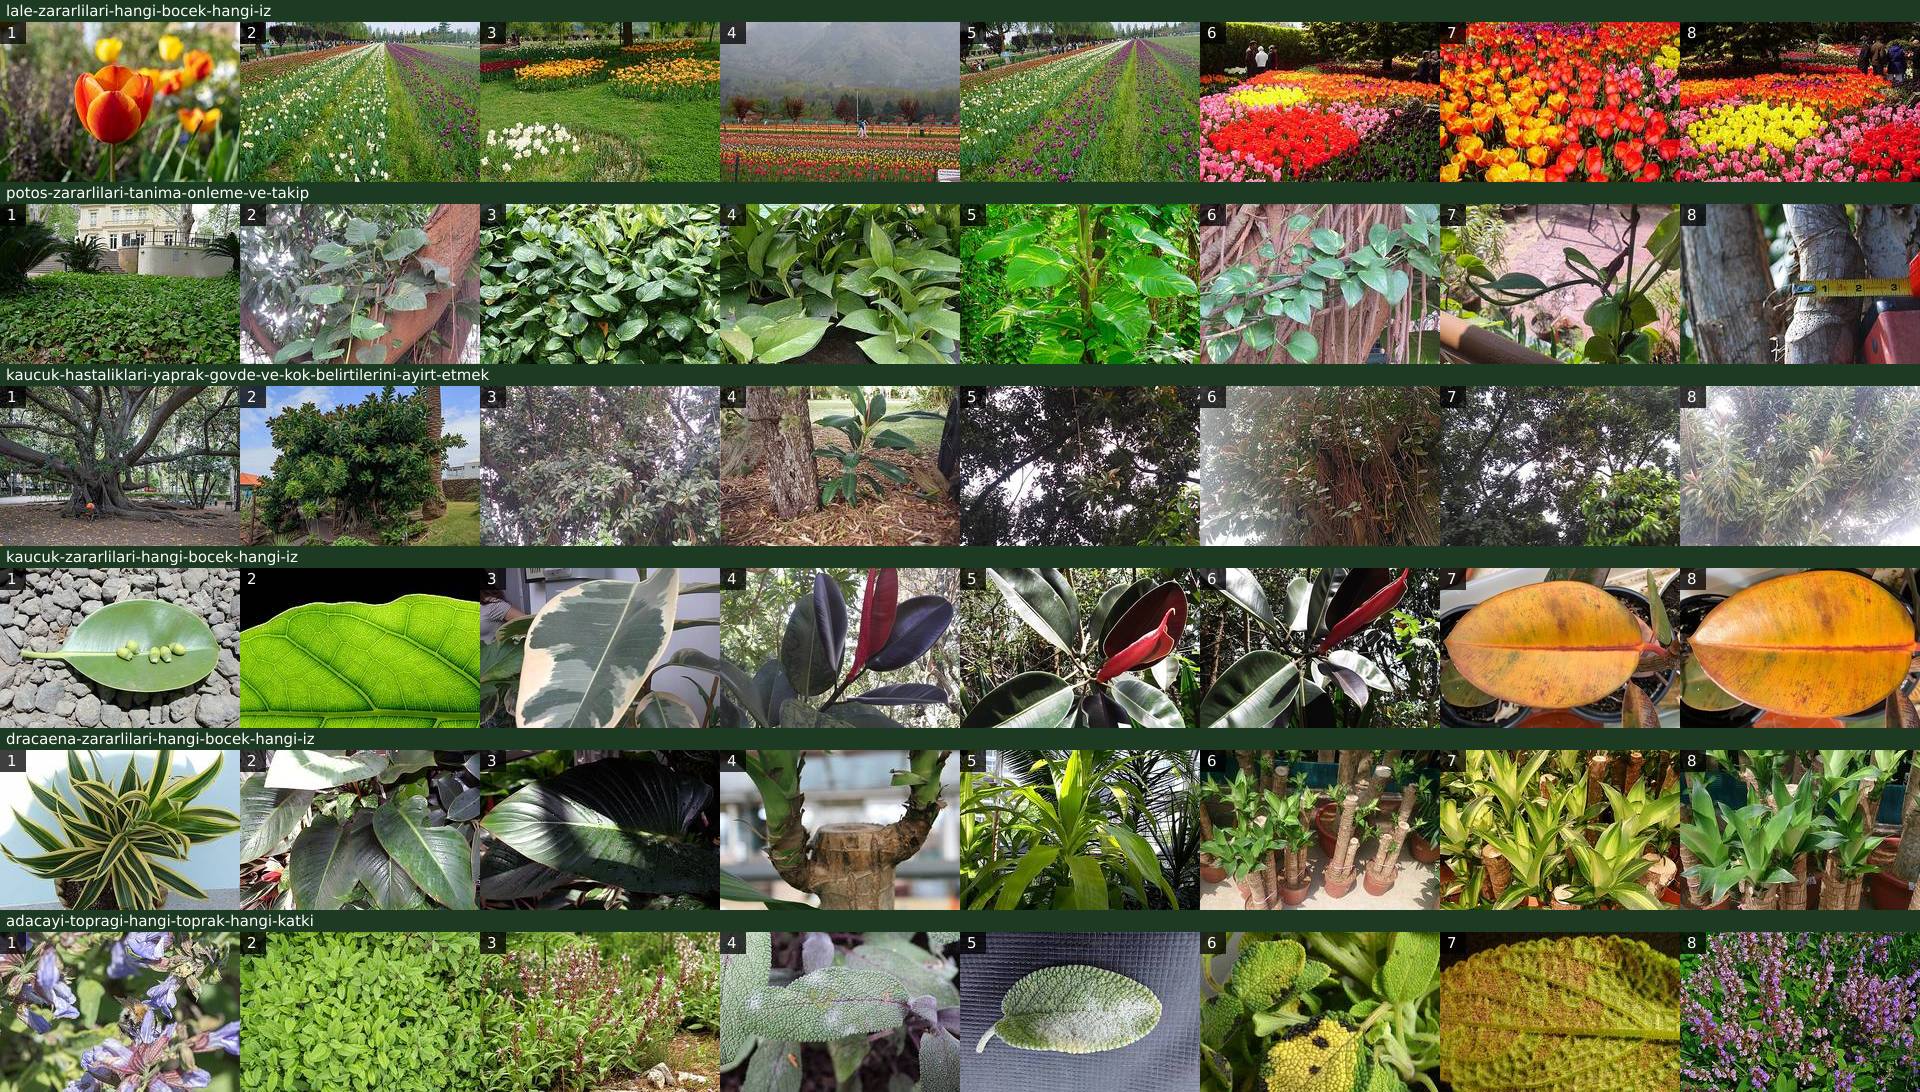 lale-zararlilari-hangi-bocek-hangi-iz
1 2 3 4 5 6 7 8
potos-zararlilari-tanima-onleme-ve-takip
1 2 3 4 5 6 7 8
1 2 3
kaucuk-hastaliklari-yaprak-govde-ve-kok-belirtilerini-ayirt-etmek
1 2 3 4 5 6 7 8
kaucuk-zararlilari-hangi-bocek-hangi-iz
1 2 3 4 5 6 7 8
dracaena-zararlilari-hangi-bocek-hangi-iz
1 2 3 4 5 6 7 8
adacayi-topragi-hangi-toprak-hangi-katki
1 2 3 4 5 6 7 8